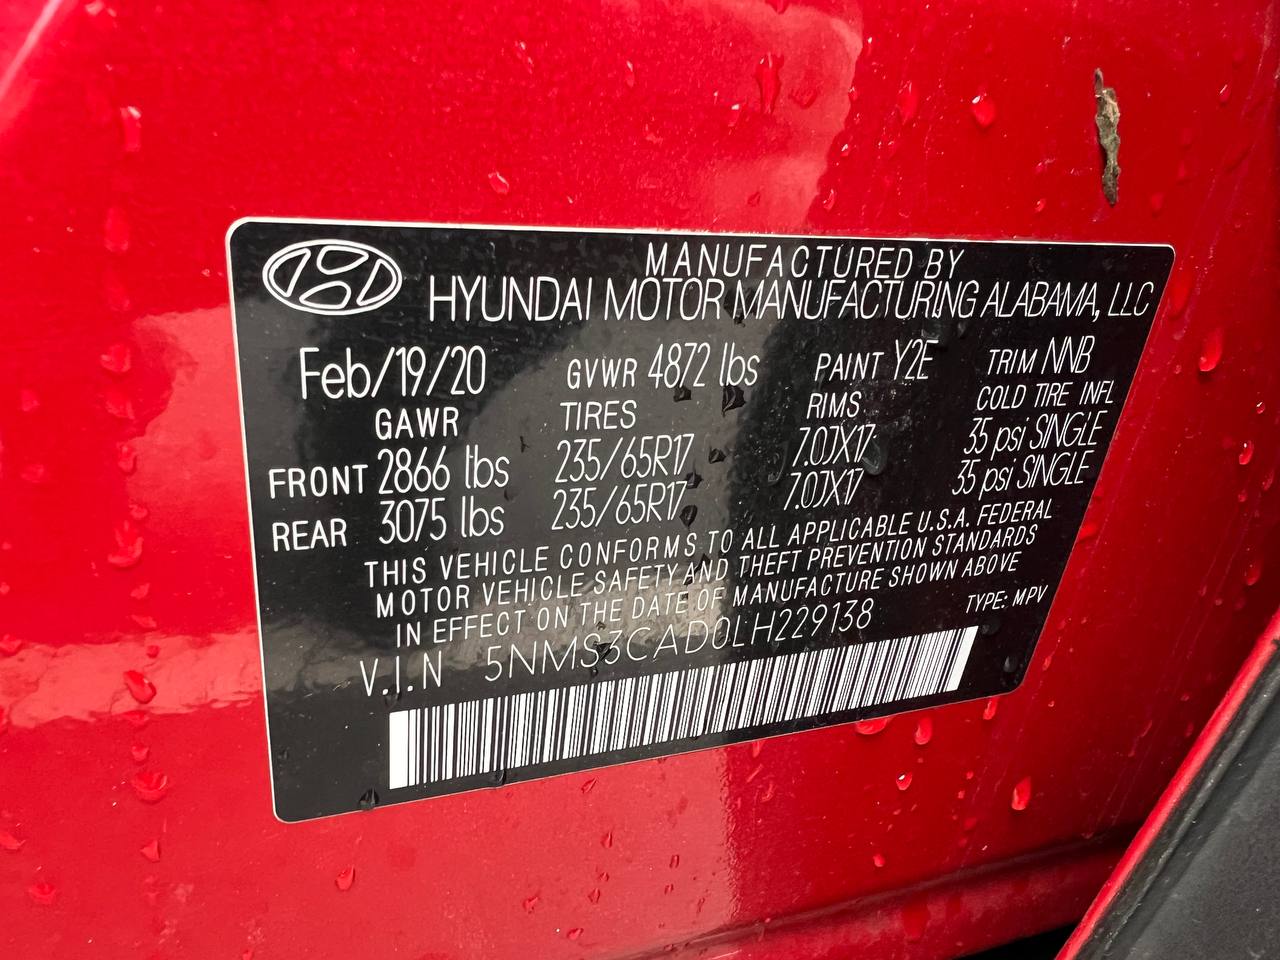 MANUFACTURED BY
HYUNDAI MOTOR MANUFACTURING ALABAMA, LLC
Feb/19/20 GVWR 4872 lbs PAINT Y2E TRIM NNB
GAWR TIRES RIMS COLD TIRE INFL
FRONT 2866 lbs 235/65R17 7.0JX17 35 psi SINGLE
REAR 3075 lbs 235/65R17 7.0JX17 35 psi SINGLE
THIS VEHICLE CONFORMS TO ALL APPLICABLE U.S.A. FEDERAL
MOTOR VEHICLE SAFETY AND THEFT PREVENTION STANDARDS
IN EFFECT ON THE DATE OF MANUFACTURE SHOWN ABOVE
V.I.N 5NMS3CAD0LH229138 TYPE: MPV